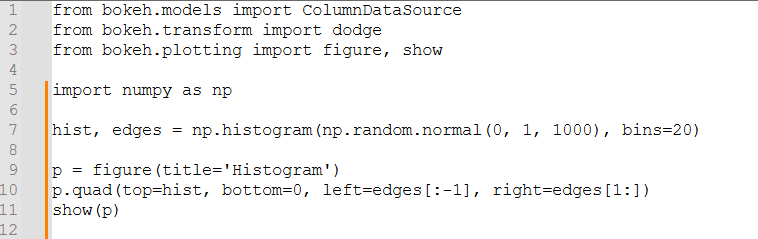 1 from bokeh.models import ColumnDataSource
2 from bokeh.transform import dodge
3 from bokeh.plotting import figure, show
4
5 import numpy as np
6
7 hist, edges = np.histogram(np.random.normal(0, 1, 1000), bins=20)
8
9 p = figure(title='Histogram')
10 p.quad(top=hist, bottom=0, left=edges[:-1], right=edges[1:])
11 show(p)
12